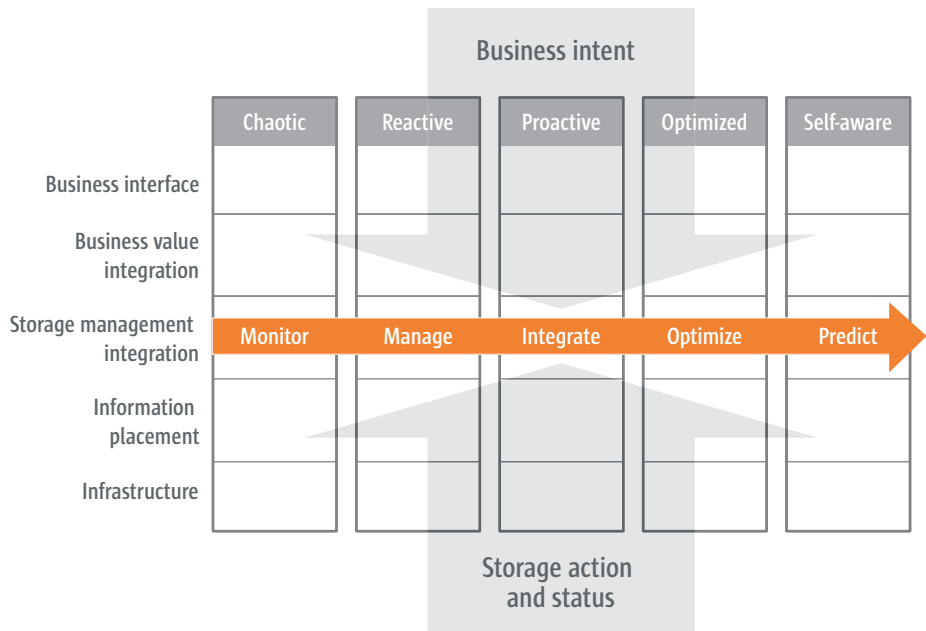 Business intent
Chaotic Reactive Proactive Optimized Self-aware
Business interface
Business value
integration
Storage management
integration
Monitor Manage Integrate Optimize Predict
Information
placement
Infrastructure
Storage action
and status